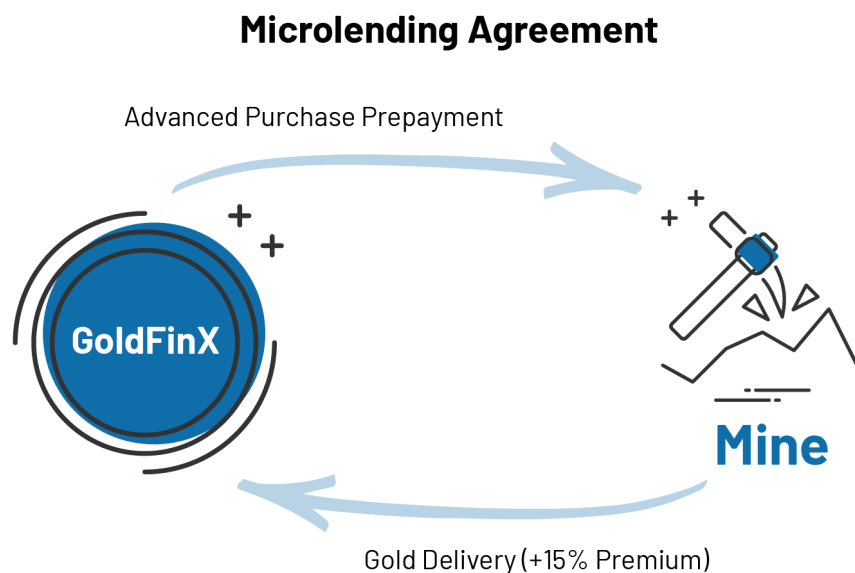 Microlending Agreement
Advanced Purchase Prepayment
GoldFinX
Mine
Gold Delivery (+15% Premium)